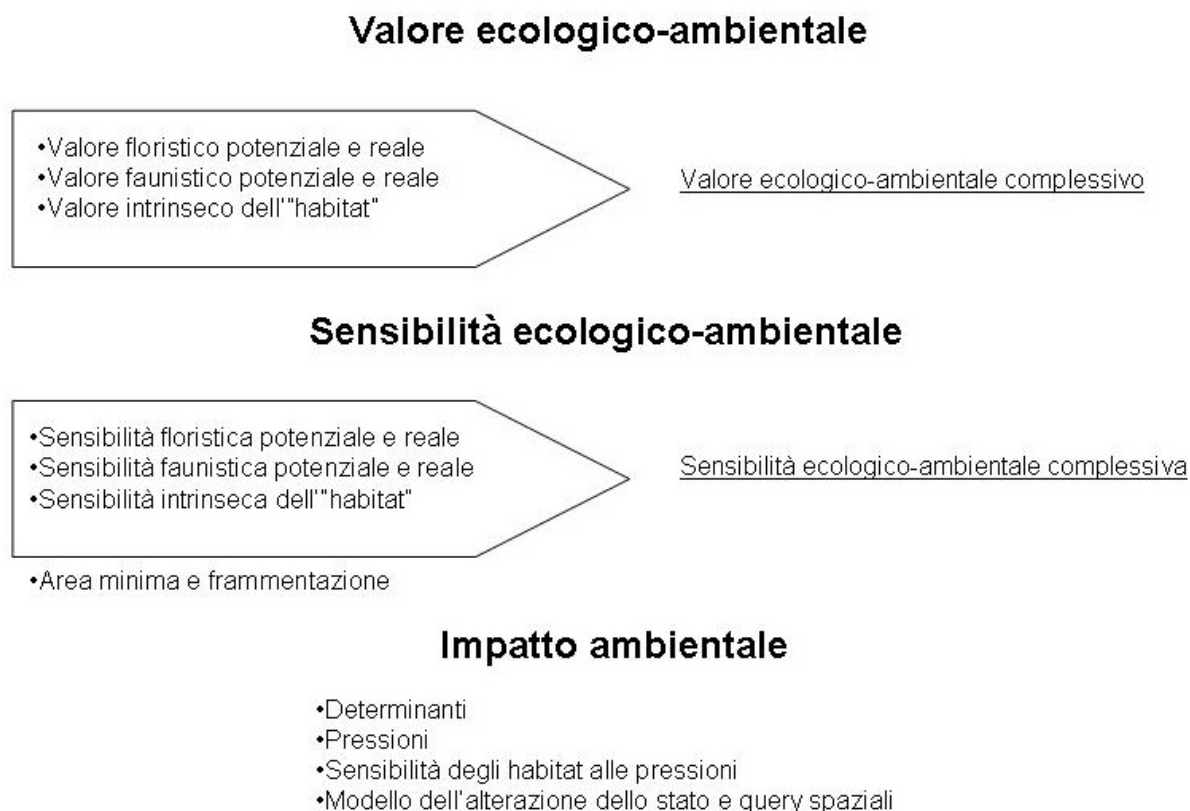 Valore ecologico-ambientale
•Valore floristico potenziale e reale
•Valore faunistico potenziale e reale
•Valore intrinseco dell'"habitat"
Valore ecologico-ambientale complessivo
Sensibilità ecologico-ambientale
•Sensibilità floristica potenziale e reale
•Sensibilità faunistica potenziale e reale
•Sensibilità intrinseca dell'"habitat"
Sensibilità ecologico-ambientale complessiva
•Area minima e frammentazione
Impatto ambientale
•Determinanti
•Pressioni
•Sensibilità degli habitat alle pressioni
•Modello dell'alterazione dello stato e query spaziali